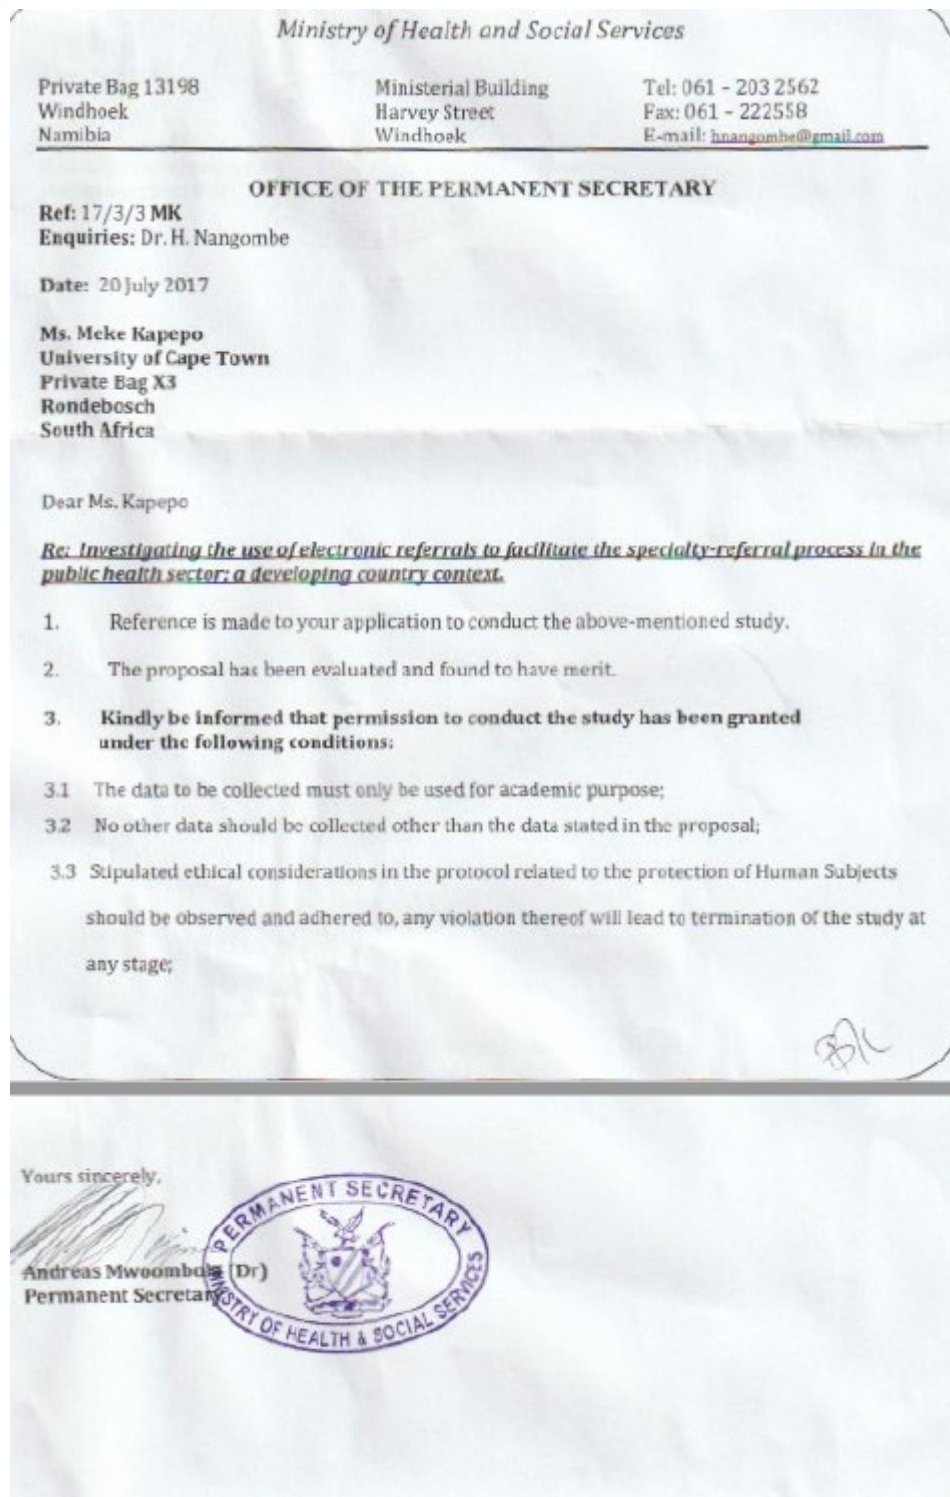 Ministry of Health and Social Services
Private Bag 13198 Ministerial Building Tel: 061 - 203 2562
Windhoek Harvey Street Fax: 061 - 222558
Namibia Windhoek E-mail: hnangombe@gmail.com
OFFICE OF THE PERMANENT SECRETARY
Ref: 17/3/3 MK
Enquiries: Dr. H. Nangombe
Date: 20 July 2017
Ms. Meke Kapepo
University of Cape Town
Private Bag X3
Rondebosch
South Africa
Dear Ms. Kapepo
Re: Investigating the use of electronic referrals to facilitate the specialty-referral process in the
public health sector: a developing country context.
1. Reference is made to your application to conduct the above-mentioned study.
2. The proposal has been evaluated and found to have merit.
3. Kindly be informed that permission to conduct the study has been granted
under the following conditions:
3.1 The data to be collected must only be used for academic purpose;
3.2 No other data should be collected other than the data stated in the proposal;
3.3 Stipulated ethical considerations in the protocol related to the protection of Human Subjects
should be observed and adhered to, any violation thereof will lead to termination of the study at
any stage;
Yours sincerely,
Andreas Mwoombola (Dr)
Permanent Secretary
PERMANENT SECRETARY
MINISTRY OF HEALTH & SOCIAL SERVICES